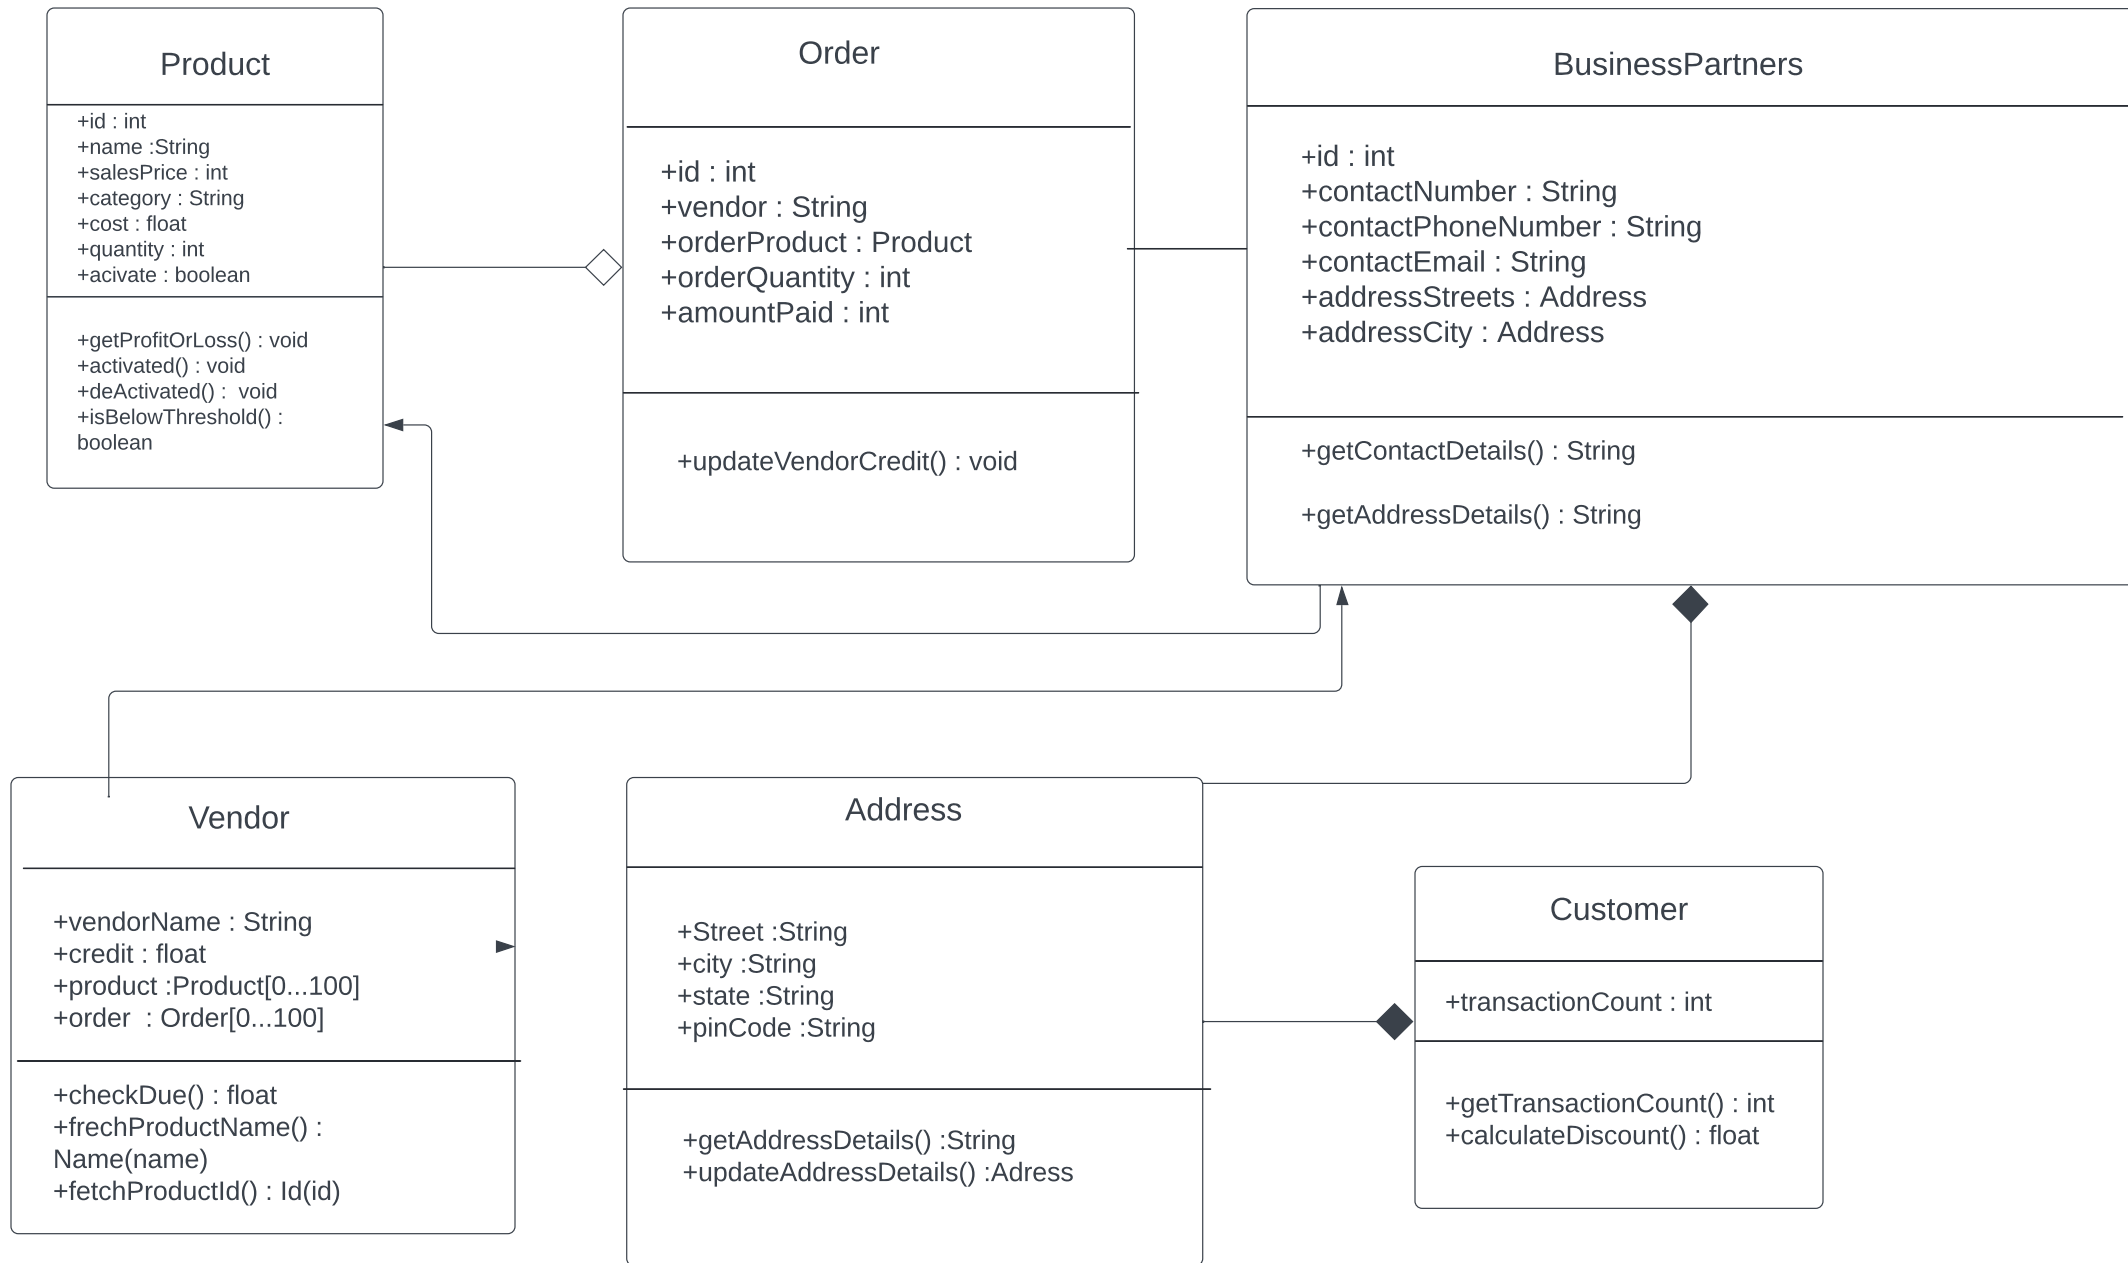 Product
+id : int
+name :String
+salesPrice : int
+category : String
+cost : float
+quantity : int
+acivate : boolean
+getProfitOrLoss() : void
+activated() : void
+deActivated() :  void
+isBelowThreshold() :
boolean
Order
+id : int
+vendor : String
+orderProduct : Product
+orderQuantity : int
+amountPaid : int
+updateVendorCredit() : void
BusinessPartners
+id : int
+contactNumber : String
+contactPhoneNumber : String
+contactEmail : String
+addressStreets : Address
+addressCity : Address
+getContactDetails() : String
+getAddressDetails() : String
Vendor
+vendorName : String
+credit : float
+product :Product[0...100]
+order  : Order[0...100]
+checkDue() : float
+frechProductName() :
Name(name)
+fetchProductId() : Id(id)
Address
+Street :String
+city :String
+state :String
+pinCode :String
+getAddressDetails() :String
+updateAddressDetails() :Adress
Customer
+transactionCount : int
+getTransactionCount() : int
+calculateDiscount() : float